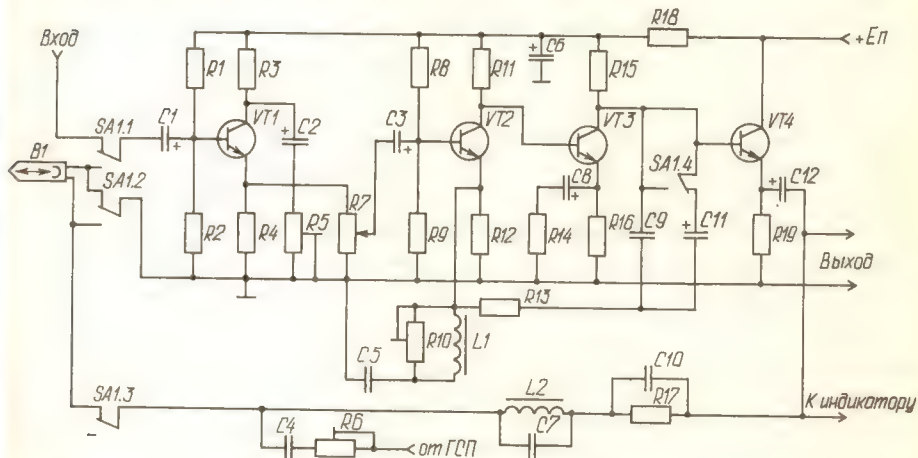 R18
Вход
C6
+Eп
R1
R3
R8
R11
R15
VT1
C1
+
+
C2
C3
+
VT2
VT3
VT4
SA1.1
B1
SA1.2
SA1.4
C8
+
+
C12
R7
R2
R4
R5
R9
R12
R14
R16
C9
+
C11
R19
Выход
R13
R10
L1
C5
C10
SA1.3
L2
R17
К индикатору
C4
R6
C7
от ГСП